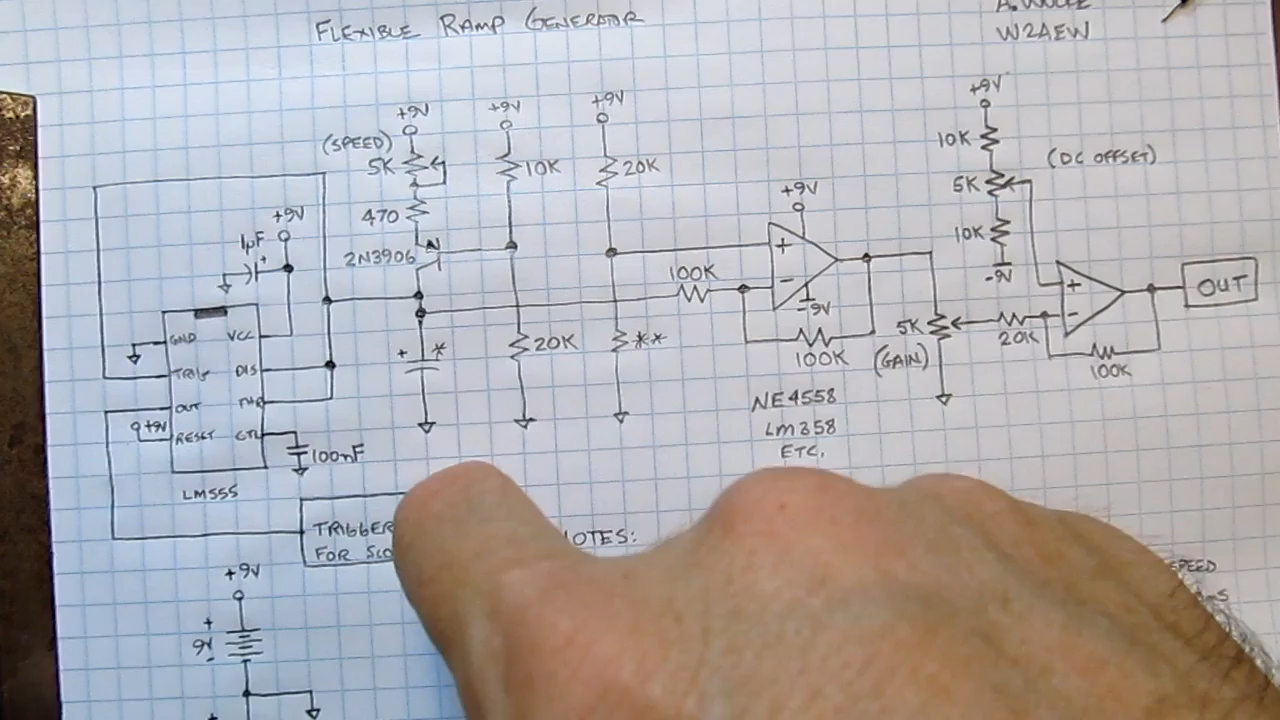 FLEXIBLE RAMP GENERATOR
W2AEW
+9V
+9V
+9V
+9V
(SPEED)
5K
10K
20K
10K
(DC OFFSET)
5K
+9V
470
+9V
1µF
2N3906
10K
-9V
100K
+
-
-9V
+
-
OUT
GND
VCC
5K
20K
(GAIN)
+
*
20K
**
100K
100K
TRIG
DIS
THR
OUT
+9V
RESET
CTL
100nF
NE4558
LM358
ETC.
LM555
TRIGGER
FOR
NOTES:
SPEED
+9V
+
9V
-
+